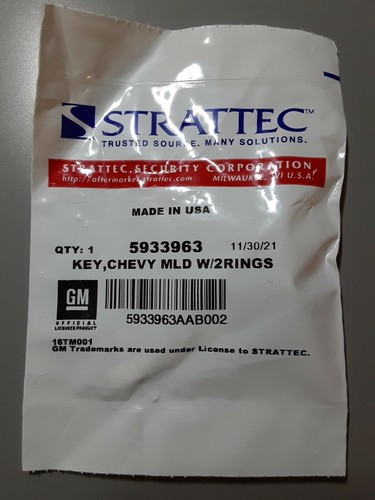 STRATTEC™
TRUSTED SOURCE. MANY SOLUTIONS.
STRATTEC SECURITY CORPORATION
http://aftermarket.strattec.com MILWAUKEE, WI U.S.A.
MADE IN USA
QTY: 1 5933963 11/30/21
KEY,CHEVY MLD W/2RINGS
GM
OFFICIAL
LICENSED PRODUCT
5933963AAB002
16TM001
GM Trademarks are used under License to STRATTEC.